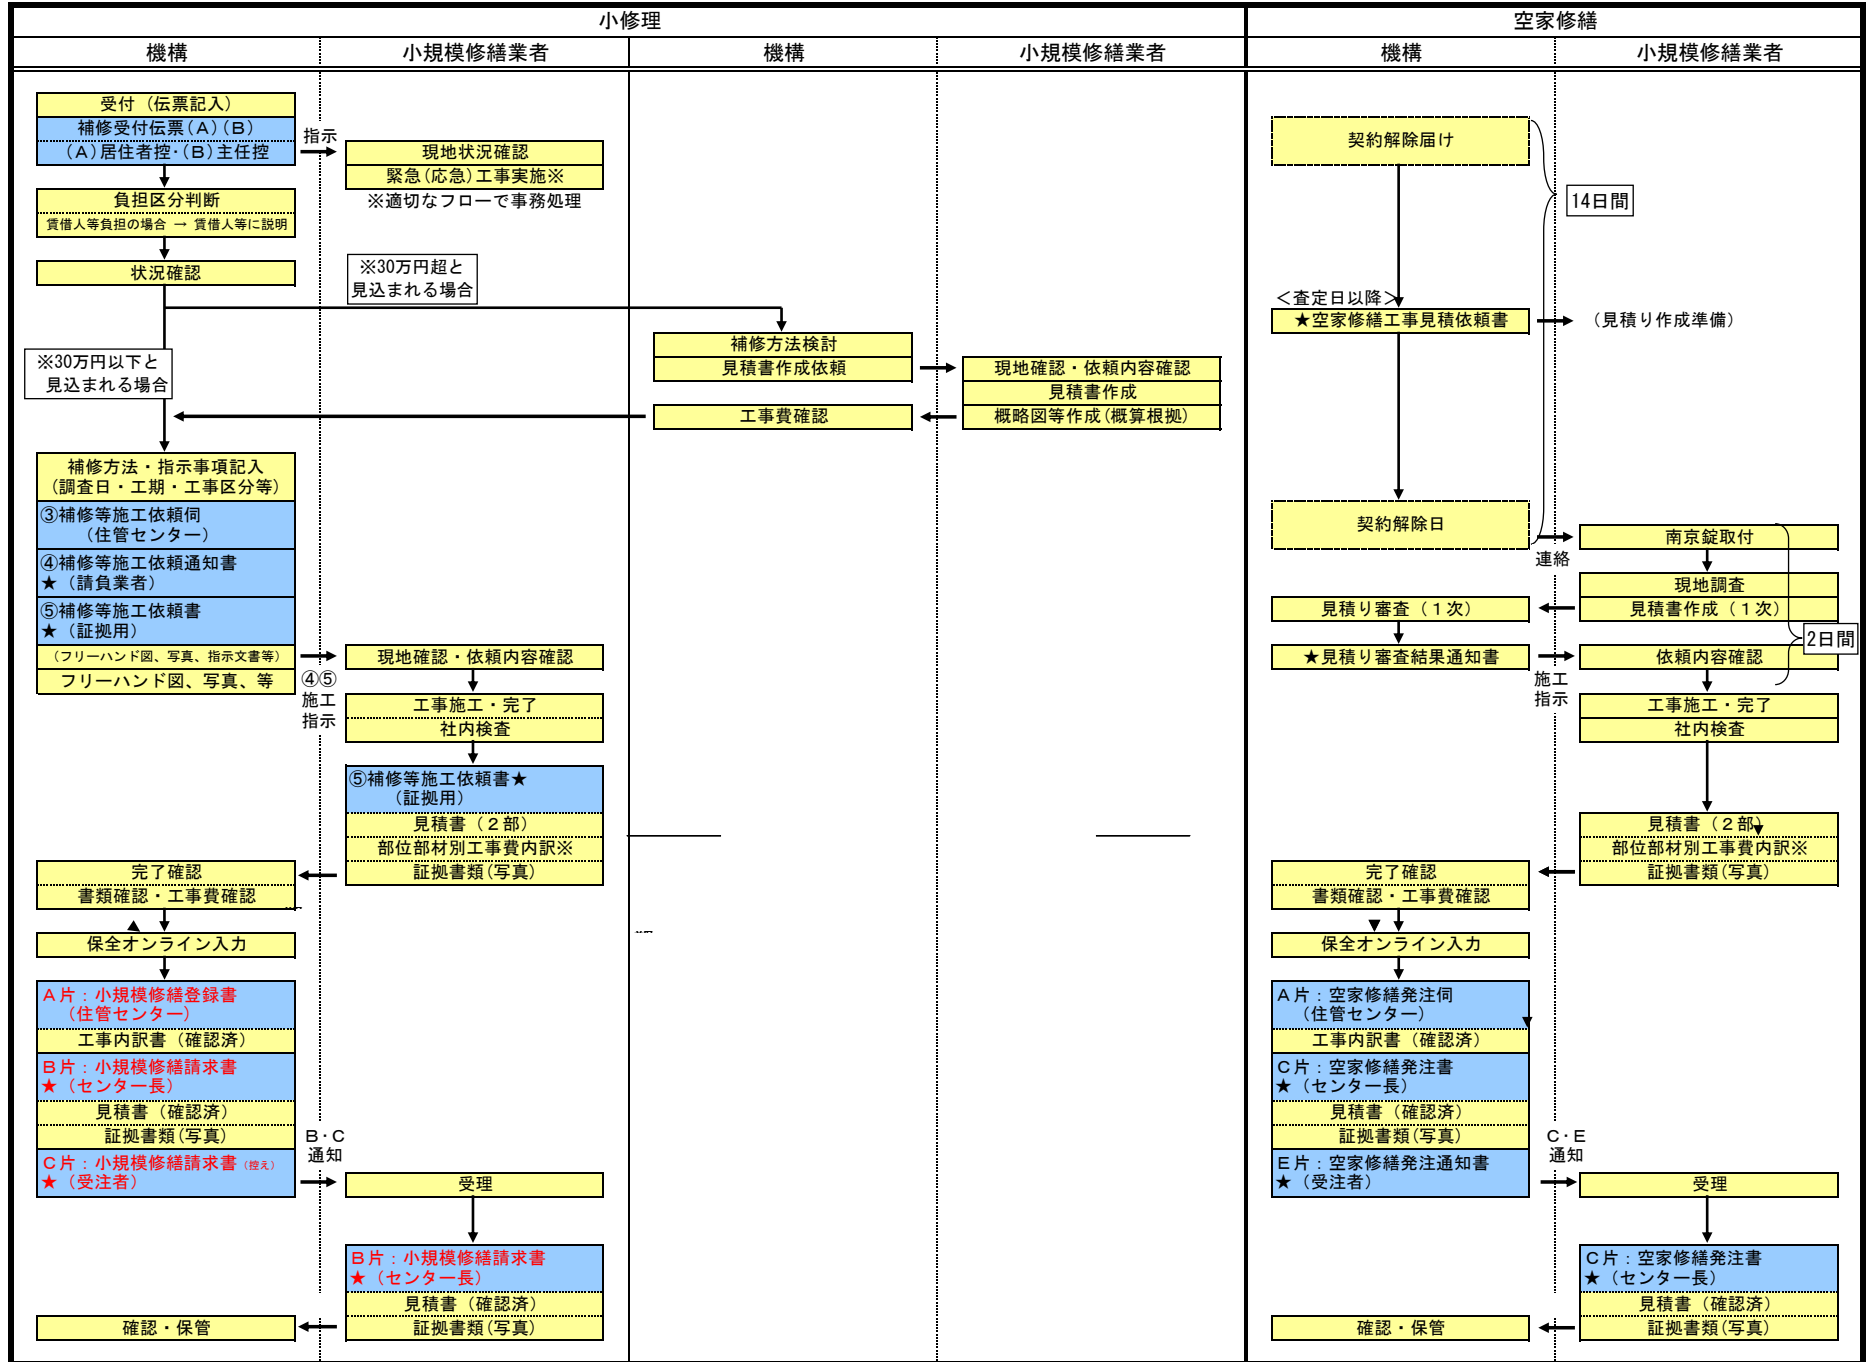 小修理
空家修繕
機構
小規模修繕業者
機構
小規模修繕業者
機構
小規模修繕業者
受付（伝票記入）
補修受付伝票(Ａ)(Ｂ)
(Ａ)居住者控･(Ｂ)主任控
指示
現地状況確認
緊急(応急)工事実施※
※適切なフローで事務処理
負担区分判断
賃借人等負担の場合 → 賃借人等に説明
状況確認
※30万円超と
見込まれる場合
※30万円以下と
見込まれる場合
補修方法検討
見積書作成依頼
現地確認・依頼内容確認
見積書作成
概略図等作成(概算根拠)
工事費確認
補修方法・指示事項記入
(調査日・工期・工事区分等)
③補修等施工依頼伺
（住管センター）
④補修等施工依頼通知書
★（請負業者）
⑤補修等施工依頼書
★（証拠用）
（フリーハンド図、写真、指示文書等）
フリーハンド図、写真、等
④⑤
施工
指示
現地確認・依頼内容確認
工事施工・完了
社内検査
⑤補修等施工依頼書★
（証拠用）
見積書（２部）
部位部材別工事費内訳※
証拠書類(写真)
完了確認
書類確認・工事費確認
保全オンライン入力
Ａ片：小規模修繕登録書
（住管センター）
工事内訳書（確認済）
Ｂ片：小規模修繕請求書
★（センター長）
見積書（確認済）
証拠書類(写真)
Ｃ片：小規模修繕請求書（控え）
★（受注者）
Ｂ･Ｃ
通知
受理
Ｂ片：小規模修繕請求書
★（センター長）
見積書（確認済）
証拠書類(写真)
確認・保管
契約解除届け
14日間
＜査定日以降＞
★空家修繕工事見積依頼書
（見積り作成準備）
契約解除日
連絡
南京錠取付
現地調査
見積書作成（１次）
見積り審査（１次）
2日間
★見積り審査結果通知書
依頼内容確認
施工
指示
工事施工・完了
社内検査
見積書（２部）
部位部材別工事費内訳※
証拠書類(写真)
完了確認
書類確認・工事費確認
保全オンライン入力
Ａ片：空家修繕発注伺
（住管センター）
工事内訳書（確認済）
Ｃ片：空家修繕発注書
★（センター長）
見積書（確認済）
証拠書類(写真)
Ｅ片：空家修繕発注通知書
★（受注者）
Ｃ･Ｅ
通知
受理
Ｃ片：空家修繕発注書
★（センター長）
見積書（確認済）
証拠書類(写真)
確認・保管